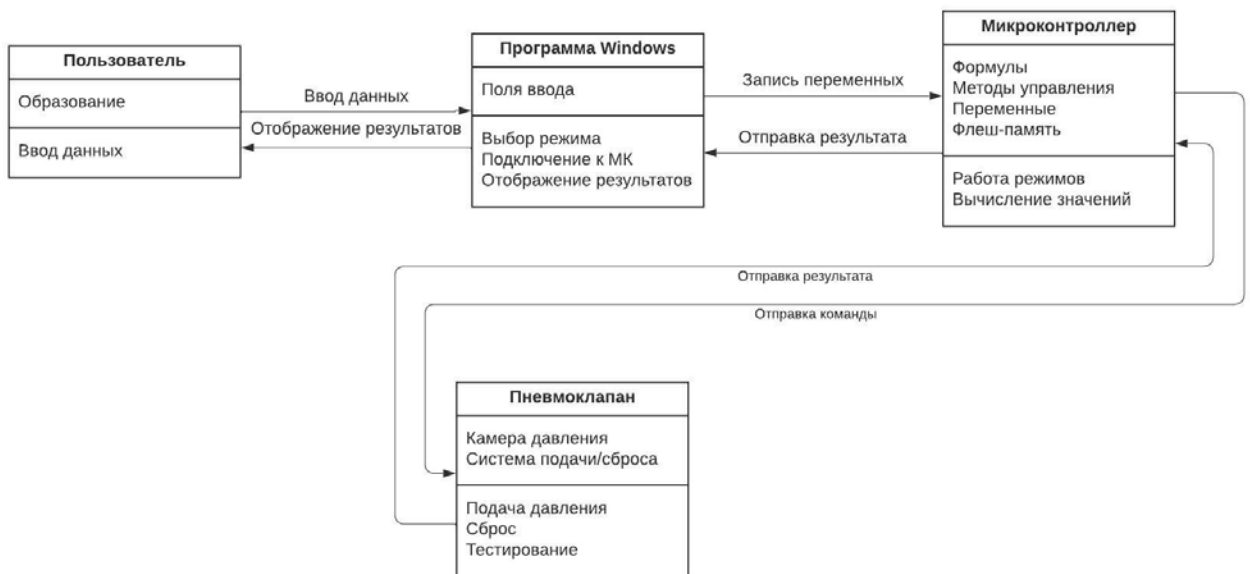 Пользователь
Образование
Ввод данных
Ввод данных
Отображение результатов
Программа Windows
Поля ввода
Выбор режима
Подключение к МК
Отображение результатов
Запись переменных
Отправка результата
Микроконтроллер
Формулы
Методы управления
Переменные
Флеш-память
Работа режимов
Вычисление значений
Отправка результата
Отправка команды
Пневмоклапан
Камера давления
Система подачи/сброса
Подача давления
Сброс
Тестирование